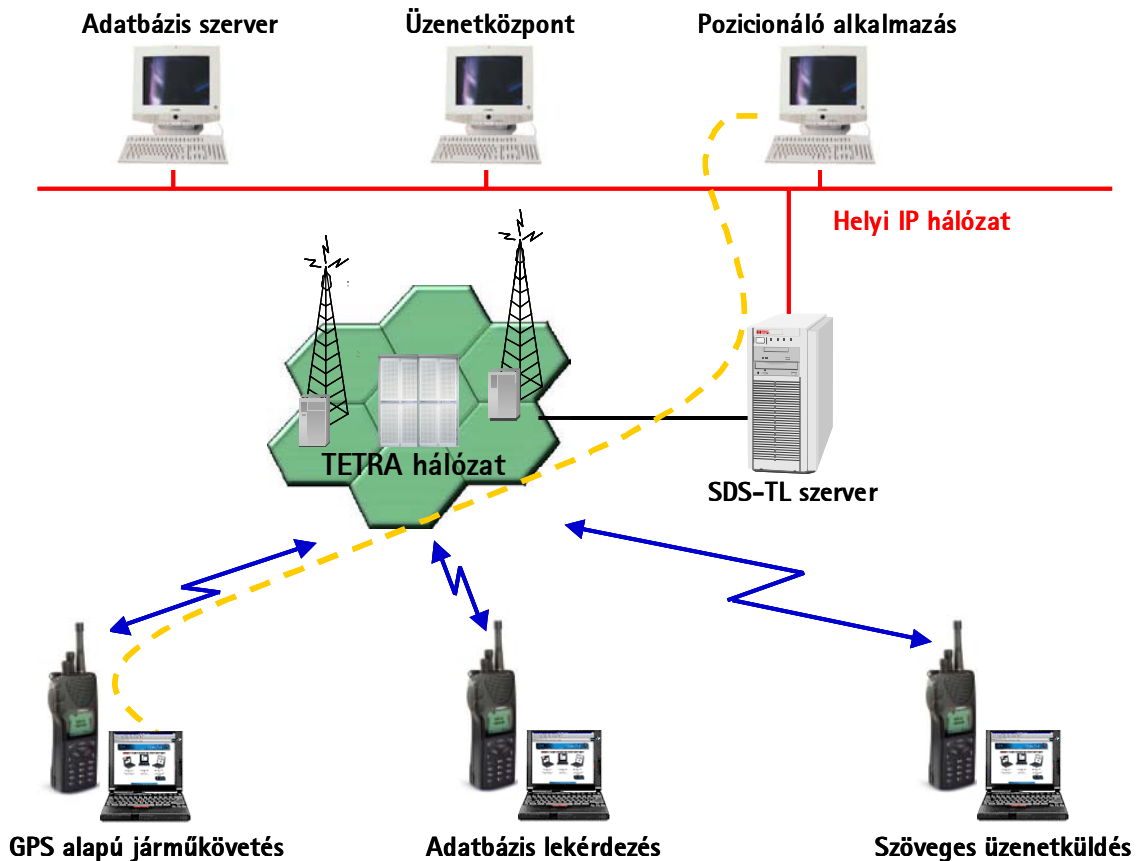 Adatbázis szerver
Üzenetközpont
Pozicionáló alkalmazás
Helyi IP hálózat
TETRA hálózat
SDS-TL szerver
GPS alapú járműkövetés
Adatbázis lekérdezés
Szöveges üzenetküldés